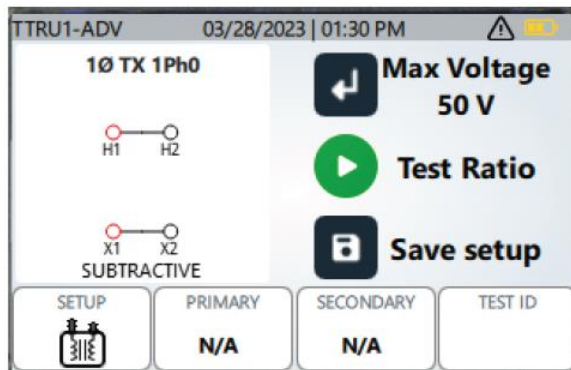 TTRU1-ADV 03/28/2023 | 01:30 PM
1Ø TX 1Ph0
H1 H2
X1 X2
SUBTRACTIVE
Max Voltage
50 V
Test Ratio
Save setup
SETUP PRIMARY SECONDARY TEST ID
N/A N/A